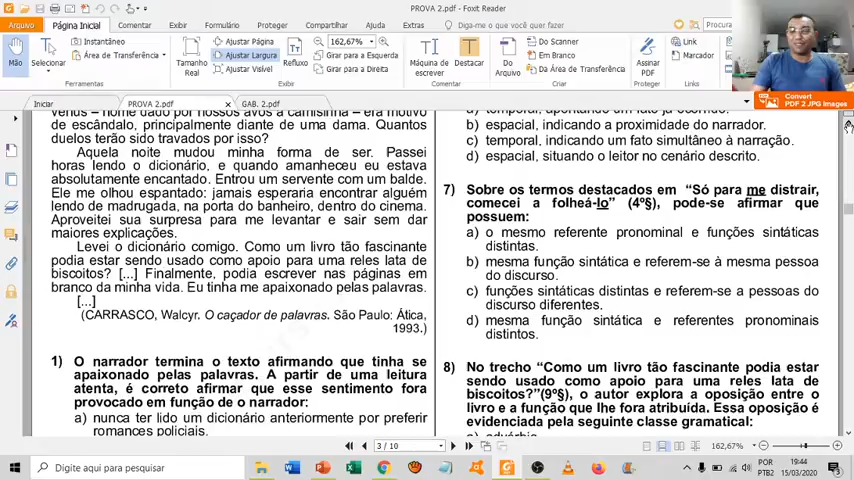 PROVA 2.pdf - Foxit Reader
Arquivo
Página Inicial
Comentar
Exibir
Formulário
Proteger
Compartilhar
Ajuda
Extras
Diga-me o que você quer fazer
Procura
Mão
Selecionar
Instantâneo
Área de Transferência
Ferramentas
Tamanho Real
Ajustar Página
Ajustar Largura
Ajustar Visível
Refluxo
162,67%
Girar para a Esquerda
Girar para a Direita
Exibir
Máquina de escrever
Destacar
Comentar
Do Arquivo
Do Scanner
Em Branco
Da Área de Transferência
Criar
Assinar PDF
Link
Marcador
Convert
PDF 2 JPG Images
Iniciar
PROVA 2.pdf
GAB. 2.pdf
vênus – nome dado por nossos avós à camisinha – era motivo
de escândalo, principalmente diante de uma dama. Quantos
duelos terão sido travados por isso?
Aquela noite mudou minha forma de ser. Passei
horas lendo o dicionário, e quando amanheceu eu estava
absolutamente encantado. Entrou um servente com um balde.
Ele me olhou espantado: jamais esperaria encontrar alguém
lendo de madrugada, na porta do banheiro, dentro do cinema.
Aproveitei sua surpresa para me levantar e sair sem dar
maiores explicações.
Levei o dicionário comigo. Como um livro tão fascinante
podia estar sendo usado como apoio para uma reles lata de
biscoitos? [...] Finalmente, podia escrever nas páginas em
branco da minha vida. Eu tinha me apaixonado pelas palavras.
[...]
(CARRASCO, Walcyr. O caçador de palavras. São Paulo: Ática,
1993.)
1) O narrador termina o texto afirmando que tinha se
apaixonado pelas palavras. A partir de uma leitura
atenta, é correto afirmar que esse sentimento fora
provocado em função de o narrador:
a) nunca ter lido um dicionário anteriormente por preferir
romances policiais.
a) temporal, apontando um fato já ocorrido.
b) espacial, indicando a proximidade do narrador.
c) temporal, indicando um fato simultâneo à narração.
d) espacial, situando o leitor no cenário descrito.
7) Sobre os termos destacados em “Só para me distrair,
comecei a folheá-lo” (4º§), pode-se afirmar que
possuem:
a) o mesmo referente pronominal e funções sintáticas
distintas.
b) mesma função sintática e referem-se à mesma pessoa
do discurso.
c) funções sintáticas distintas e referem-se a pessoas do
discurso diferentes.
d) mesma função sintática e referentes pronominais
distintos.
8) No trecho “Como um livro tão fascinante podia estar
sendo usado como apoio para uma reles lata de
biscoitos?”(9º§), o autor explora a oposição entre o
livro e a função que lhe fora atribuída. Essa oposição é
evidenciada pela seguinte classe gramatical:
a) advérbio
3 / 10
162,67%
Digite aqui para pesquisar
POR
PTB2
19:44
15/03/2020